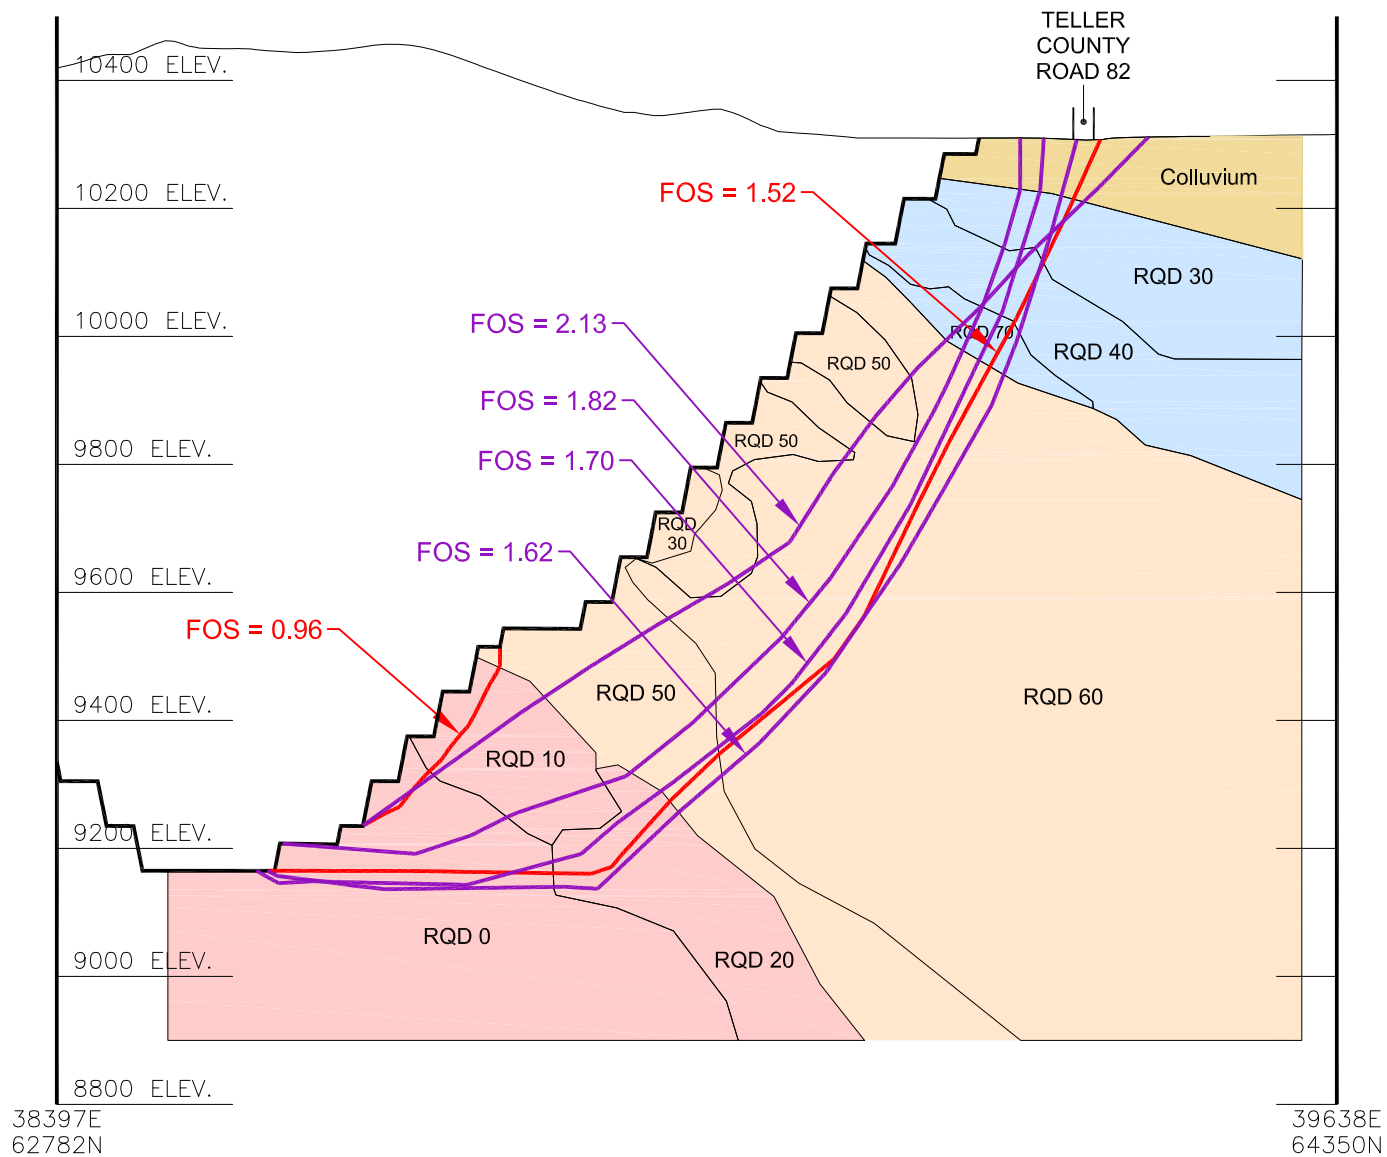 TELLER
COUNTY
ROAD 82
10400 ELEV.
Colluvium
FOS = 1.52
10200 ELEV.
RQD 30
10000 ELEV.
FOS = 2.13
RQD 70
RQD 40
RQD 50
FOS = 1.82
RQD 50
9800 ELEV.
FOS = 1.70
RQD
30
FOS = 1.62
9600 ELEV.
FOS = 0.96
RQD 50
RQD 60
9400 ELEV.
RQD 10
9200 ELEV.
RQD 0
RQD 20
9000 ELEV.
8800 ELEV.
38397E
62782N
39638E
64350N